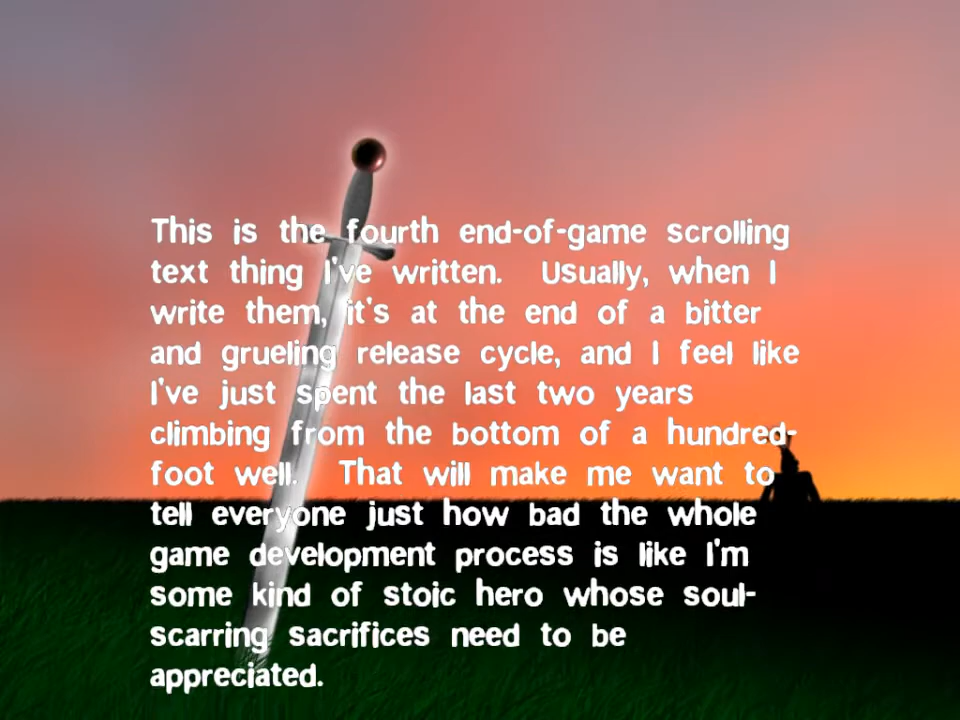 This is the fourth end-of-game scrolling
text thing I've written.  Usually, when I
write them, it's at the end of a bitter
and grueling release cycle, and I feel like
I've just spent the last two years
climbing from the bottom of a hundred-
foot well.  That will make me want to
tell everyone just how bad the whole
game development process is like I'm
some kind of stoic hero whose soul-
scarring sacrifices need to be
appreciated.